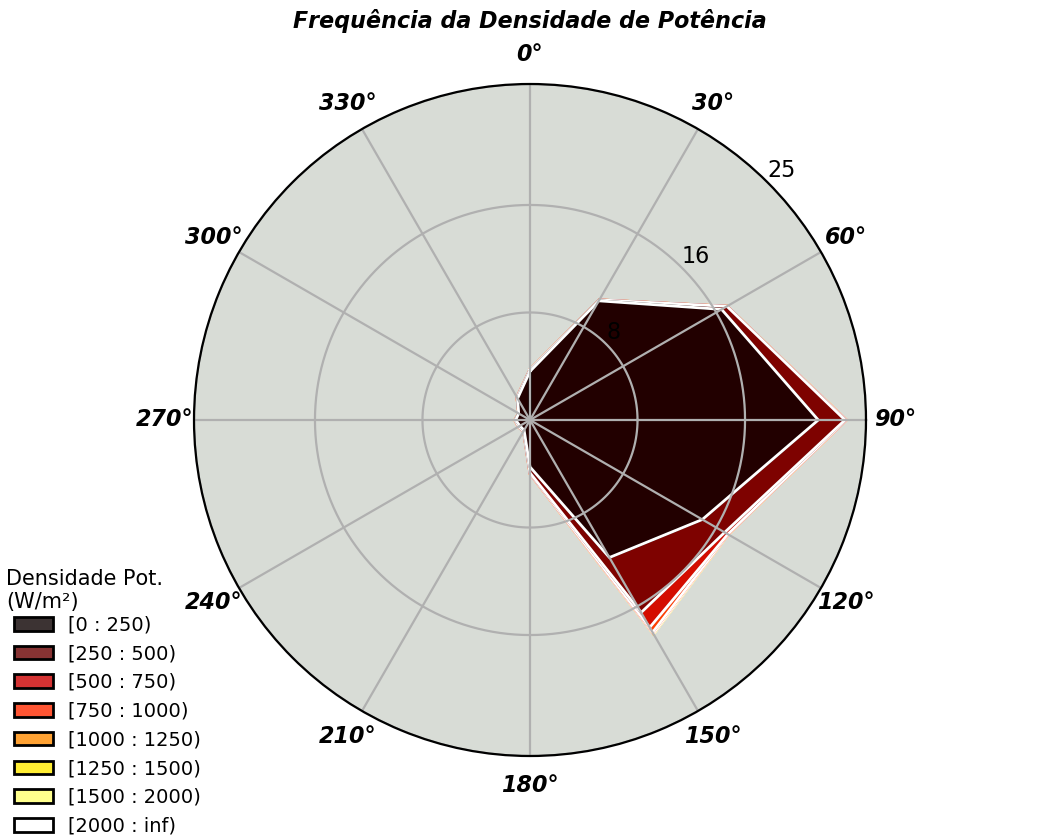 Frequência da Densidade de Potência
0°
330°
30°
25
300°
60°
16
8
270°
90°
240°
120°
210°
150°
180°
Densidade Pot.
(W/m²)
[0 : 250)
[250 : 500)
[500 : 750)
[750 : 1000)
[1000 : 1250)
[1250 : 1500)
[1500 : 2000)
[2000 : inf)